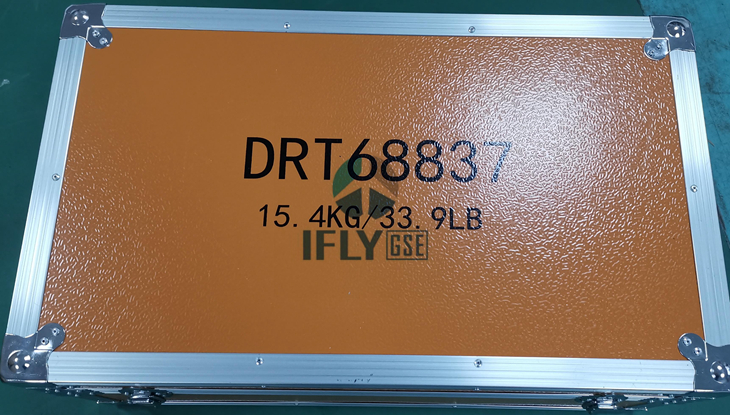 DRT68837
15.4KG/33.9LB
IFLY GSE